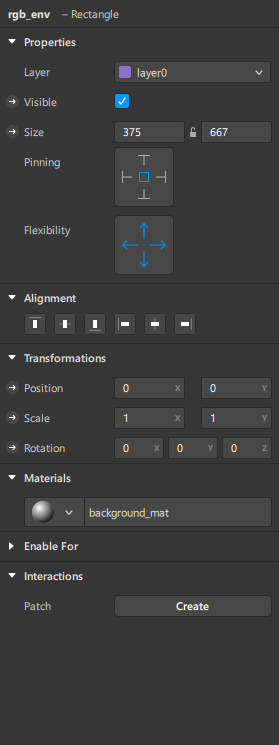 rgb_env – Rectangle
Properties
Layer layer0
Visible
Size 375 667
Pinning
Flexibility
Alignment
Transformations
Position 0 X 0 Y
Scale 1 X 1 Y
Rotation 0 X 0 Y 0 Z
Materials
background_mat
Enable For
Interactions
Patch Create